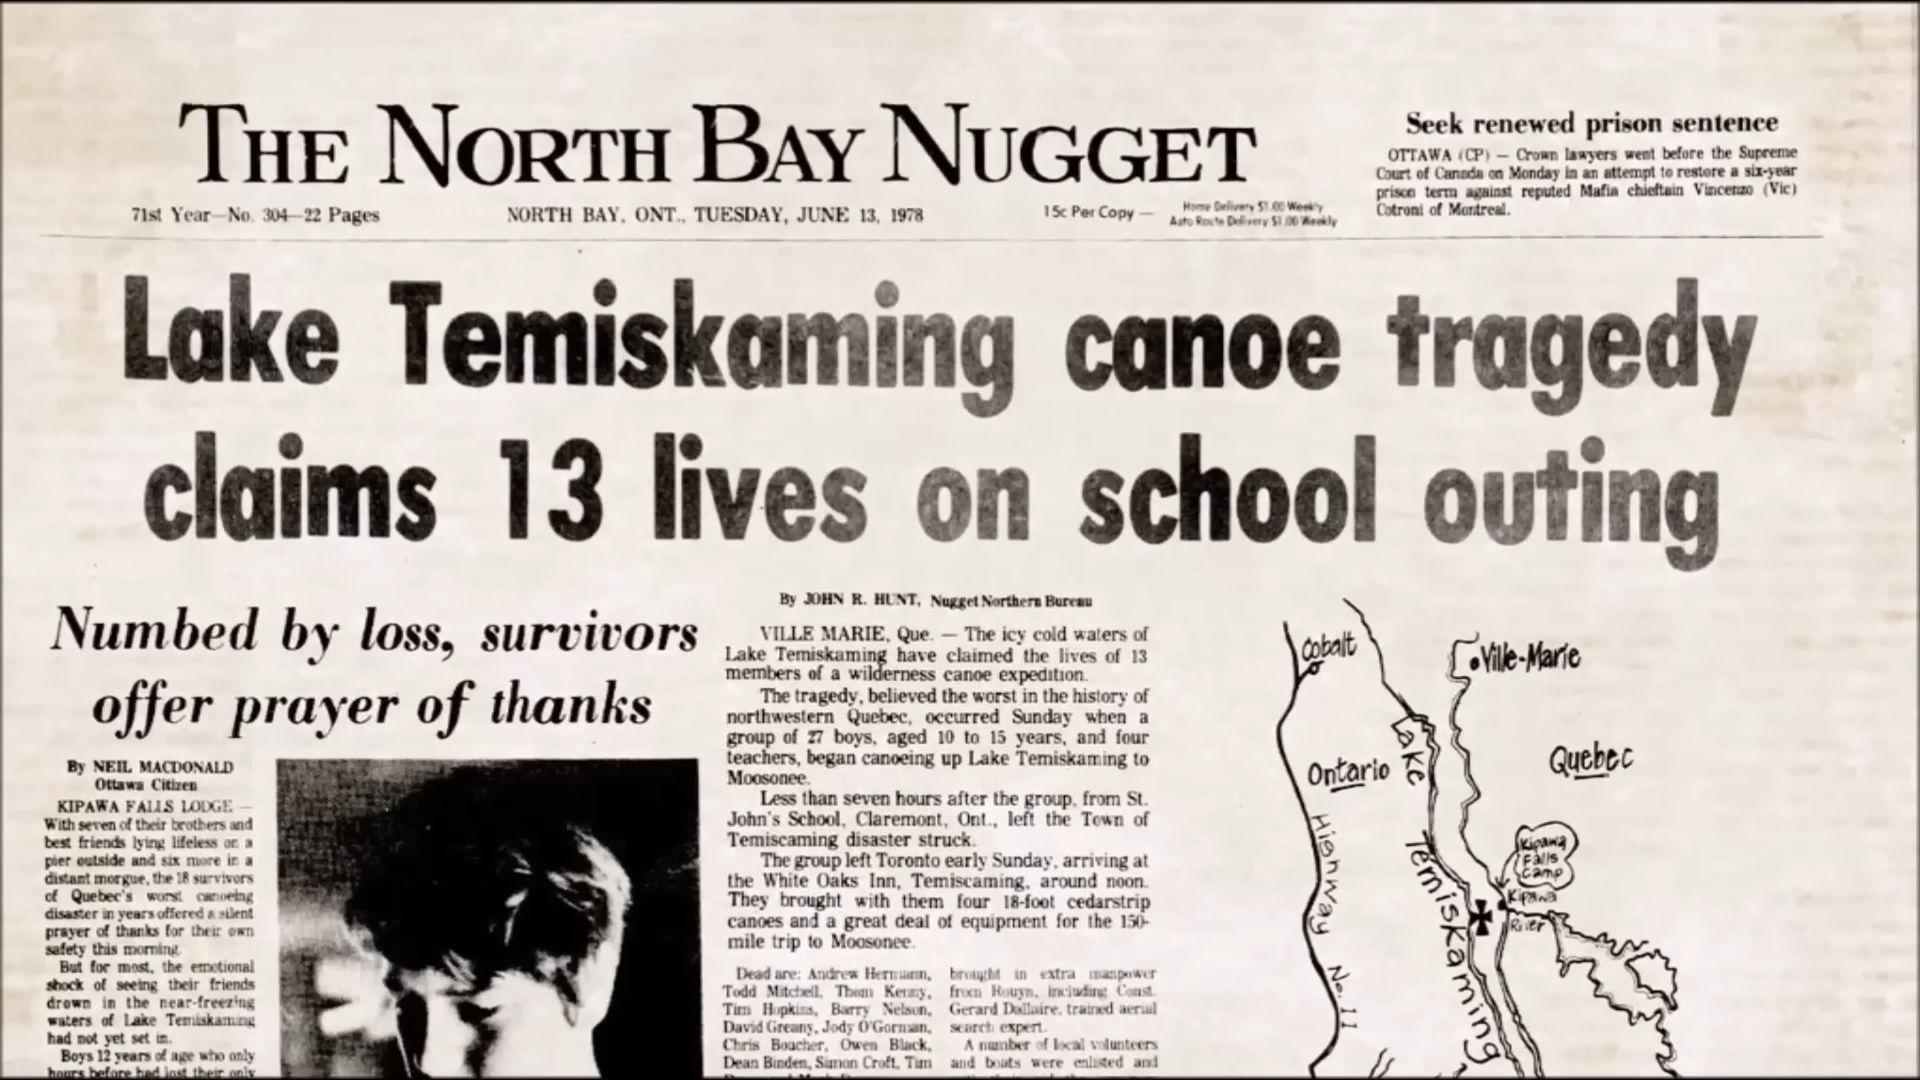 THE NORTH BAY NUGGET
71st Year—No. 304—22 Pages
NORTH BAY, ONT., TUESDAY, JUNE 13, 1978
15c Per Copy —
Home Delivery $1.00 Weekly
Auto Route Delivery $1.00 Weekly
Seek renewed prison sentence
OTTAWA (CP) — Crown lawyers went before the Supreme
Court of Canada on Monday in an attempt to restore a six-year
prison term against reputed Mafia chieftain Vincenzo (Vic)
Cotroni of Montreal.
Lake Temiskaming canoe tragedy
claims 13 lives on school outing
Numbed by loss, survivors
offer prayer of thanks
By NEIL MACDONALD
Ottawa Citizen
KIPAWA FALLS LODGE —
With seven of their brothers and
best friends lying lifeless on a
pier outside and six more in a
distant morgue, the 18 survivors
of Quebec's worst canoeing
disaster in years offered a silent
prayer of thanks for their own
safety this morning.
But for most, the emotional
shock of seeing their friends
drown in the near-freezing
waters of Lake Temiskaming
had not yet set in.
Boys 12 years of age who only
hours before had lost their only
By JOHN R. HUNT, Nugget Northern Bureau
VILLE MARIE, Que. — The icy cold waters of
Lake Temiskaming have claimed the lives of 13
members of a wilderness canoe expedition.
The tragedy, believed the worst in the history of
northwestern Quebec, occurred Sunday when a
group of 27 boys, aged 10 to 15 years, and four
teachers, began canoeing up Lake Temiskaming to
Moosonee.
Less than seven hours after the group, from St.
John's School, Claremont, Ont., left the Town of
Temiscaming disaster struck.
The group left Toronto early Sunday, arriving at
the White Oaks Inn, Temiscaming, around noon.
They brought with them four 18-foot cedarstrip
canoes and a great deal of equipment for the 150-
mile trip to Moosonee.
Dead are: Andrew Hermann,
Todd Mitchell, Thom Kenny,
Tim Hopkins, Barry Nelson,
David Greany, Jody O'Gorman,
Chris Boucher, Owen Black,
Dean Binden, Simon Croft, Tim
brought in extra manpower
from Rouyn, including Const.
Gerard Dallaire, trained aerial
search expert.
A number of local volunteers
and boats were enlisted and
Cobalt
Ville-Marie
Ontario
Quebec
Lake Temiskaming
Highway No. 11
Kipawa
Falls
Camp
Kipawa
River